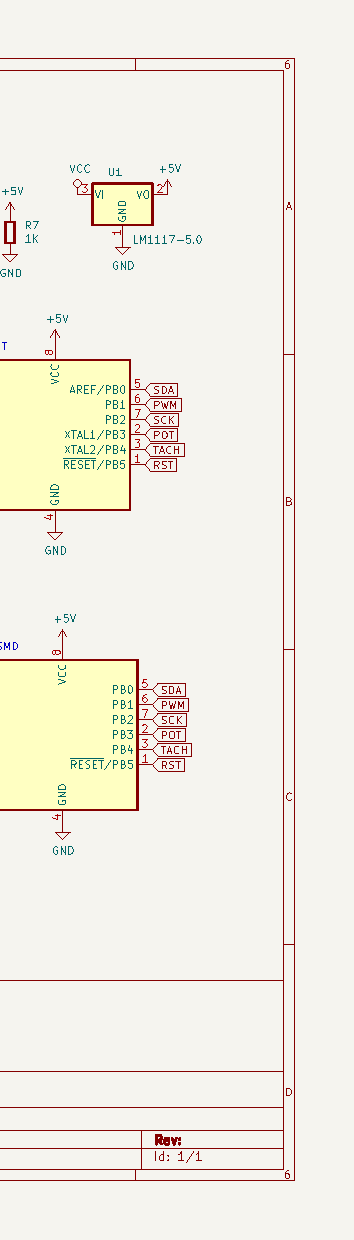 6
VCC
U1
+5V
3
VI
VO
2
GND
1
LM1117-5.0
GND
+5V
R7
1K
GND
A
T
+5V
8
VCC
AREF/PB0
5
SDA
PB1
6
PWM
PB2
7
SCK
XTAL1/PB3
2
POT
XTAL2/PB4
3
TACH
RESET/PB5
1
RST
GND
4
GND
B
SMD
+5V
8
VCC
PB0
5
SDA
PB1
6
PWM
PB2
7
SCK
PB3
2
POT
PB4
3
TACH
RESET/PB5
1
RST
GND
4
GND
C
D
Rev:
Id: 1/1
6